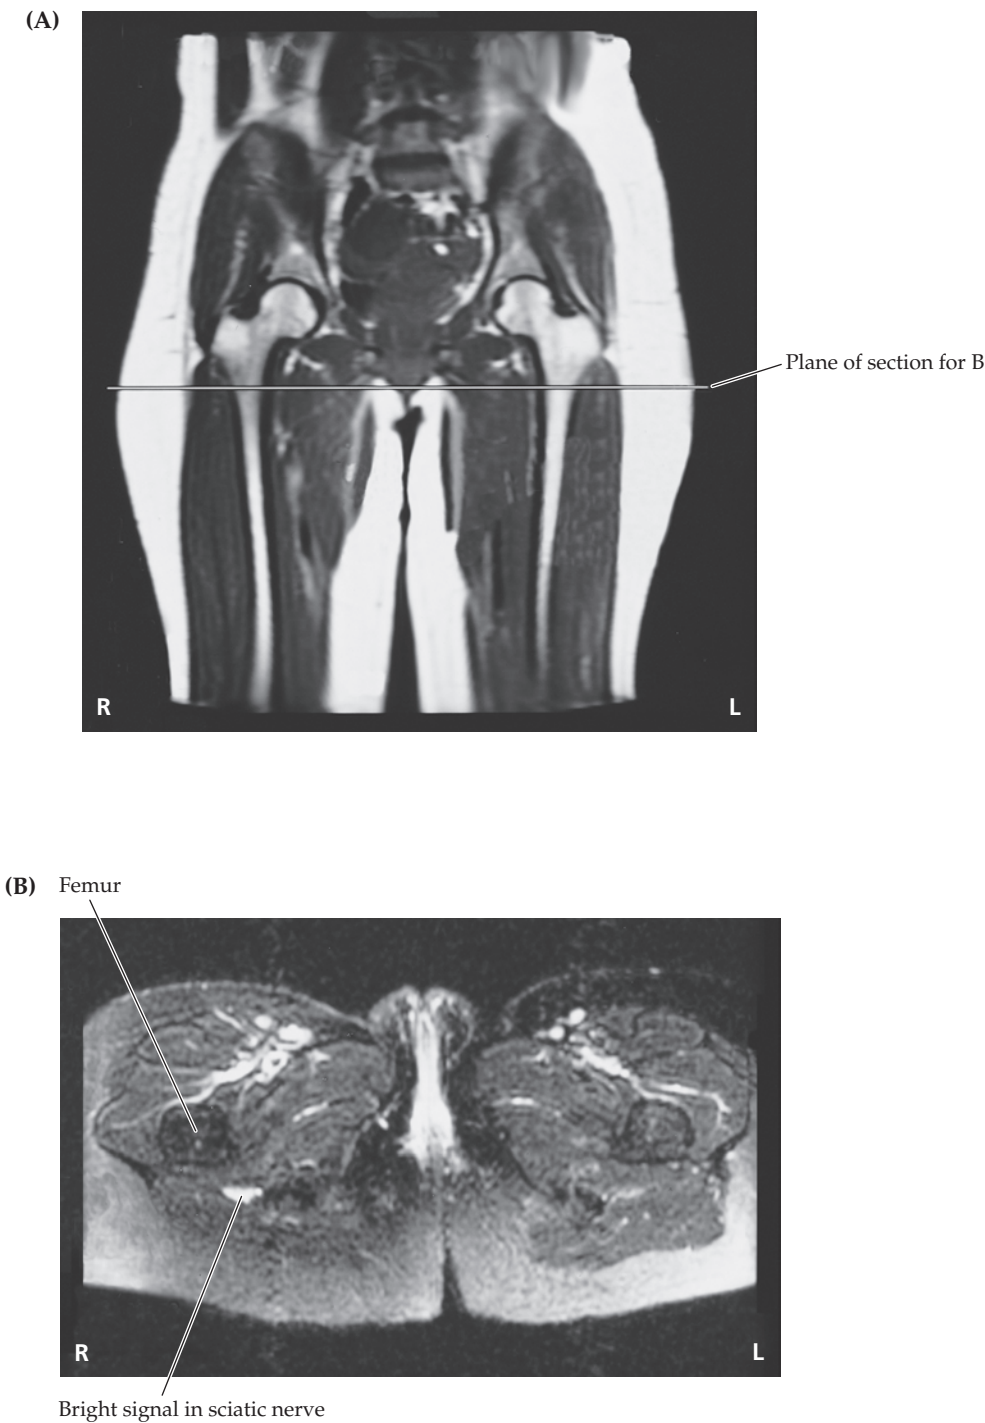 (A)
Plane of section for B
R
L
(B) Femur
R
L
Bright signal in sciatic nerve